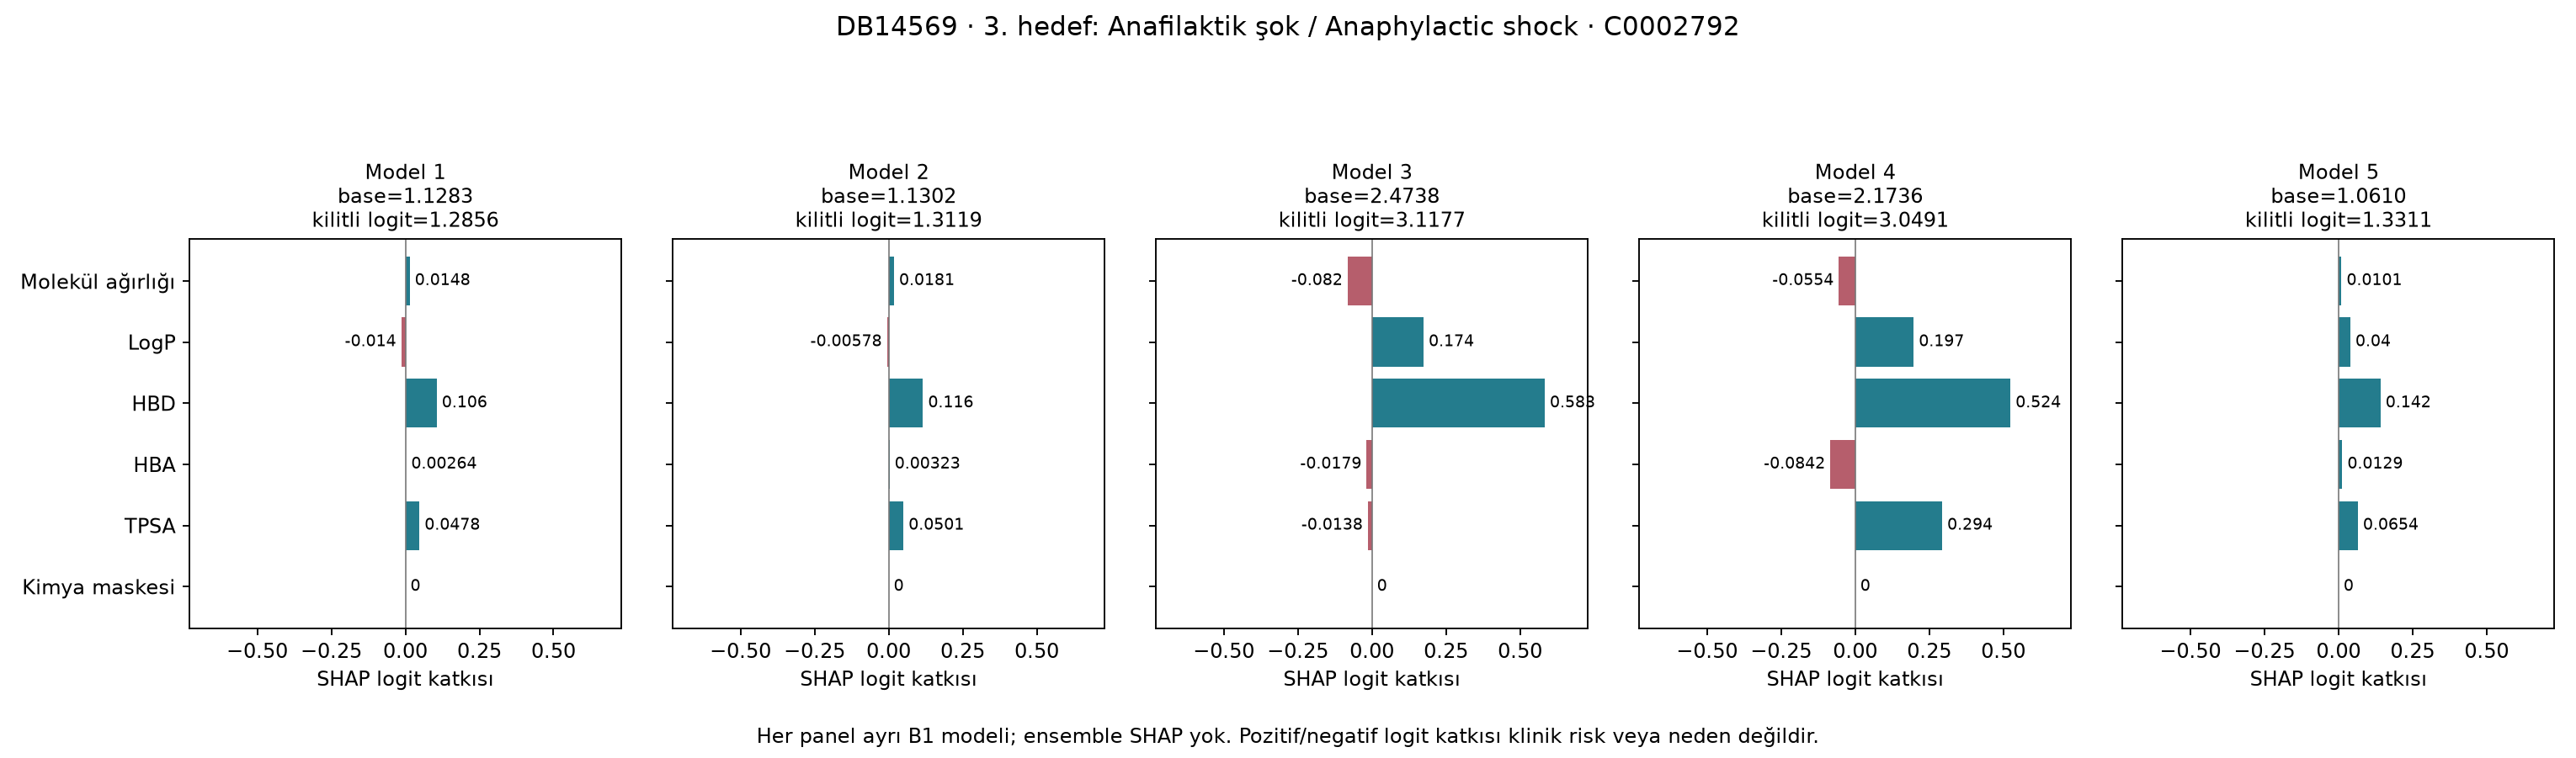 DB14569 · 3. hedef: Anafilaktik şok / Anaphylactic shock · C0002792
Model 1
base=1.1283
kilitli logit=1.2856
Model 2
base=1.1302
kilitli logit=1.3119
Model 3
base=2.4738
kilitli logit=3.1177
Model 4
base=2.1736
kilitli logit=3.0491
Model 5
base=1.0610
kilitli logit=1.3311
Molekül ağırlığı
0.0148
0.0181
-0.082
-0.0554
0.0101
LogP
-0.014
-0.00578
0.174
0.197
0.04
HBD
0.106
0.116
0.583
0.524
0.142
HBA
0.00264
0.00323
-0.0179
-0.0842
0.0129
TPSA
0.0478
0.0501
-0.0138
0.294
0.0654
Kimya maskesi
0
0
0
0
0
−0.50 −0.25 0.00 0.25 0.50
−0.50 −0.25 0.00 0.25 0.50
−0.50 −0.25 0.00 0.25 0.50
−0.50 −0.25 0.00 0.25 0.50
−0.50 −0.25 0.00 0.25 0.50
SHAP logit katkısı
SHAP logit katkısı
SHAP logit katkısı
SHAP logit katkısı
SHAP logit katkısı
Her panel ayrı B1 modeli; ensemble SHAP yok. Pozitif/negatif logit katkısı klinik risk veya neden değildir.